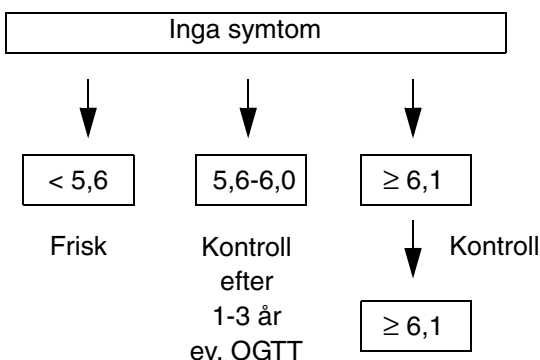 Inga symtom
< 5,6
5,6-6,0
≥ 6,1
Frisk
Kontroll
efter
1-3 år
ev. OGTT
Kontroll
≥ 6,1